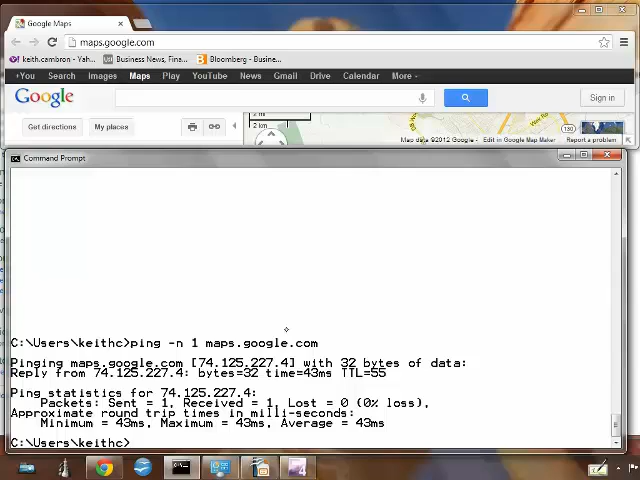 Google Maps
maps.google.com
keith.cambron - Yah...
Business News, Fina...
Bloomberg - Busine...
+You Search Images Maps Play YouTube News Gmail Drive Calendar More
Google
Sign in
Get directions
My places
2 mi
2 km
130
Map data ©2012 Google - Edit in Google Map Maker Report a problem
Command Prompt
C:\Users\keithc>ping -n 1 maps.google.com
Pinging maps.google.com [74.125.227.4] with 32 bytes of data:
Reply from 74.125.227.4: bytes=32 time=43ms TTL=55
Ping statistics for 74.125.227.4:
Packets: Sent = 1, Received = 1, Lost = 0 (0% loss),
Approximate round trip times in milli-seconds:
Minimum = 43ms, Maximum = 43ms, Average = 43ms
C:\Users\keithc>